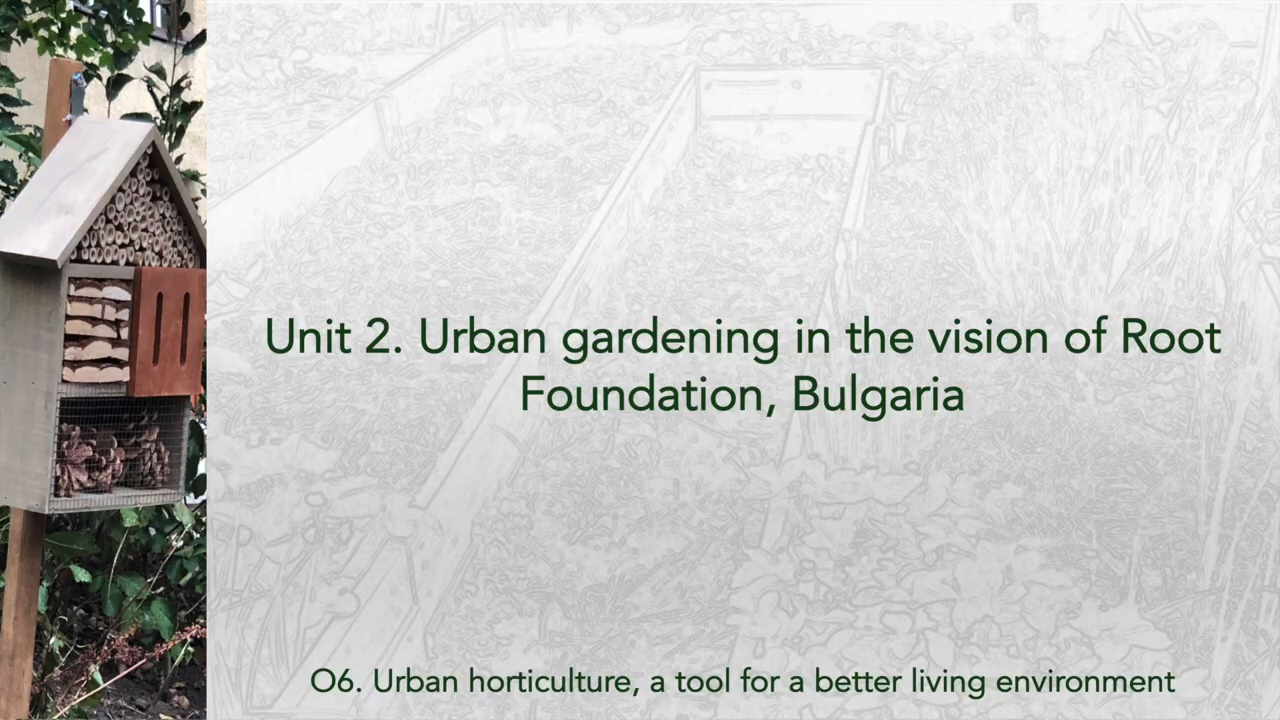 Unit 2. Urban gardening in the vision of Root
Foundation, Bulgaria
O6. Urban horticulture, a tool for a better living environment